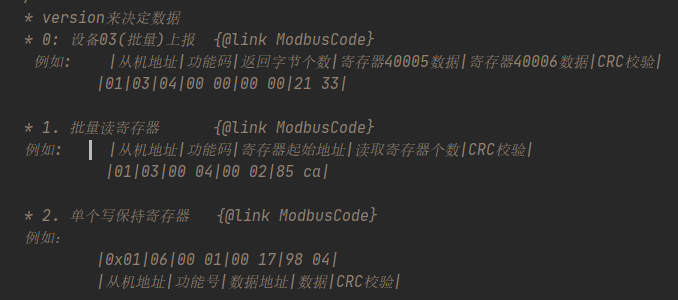 * version来决定数据
* 0: 设备03(批量)上报 {@link ModbusCode}
例如: |从机地址|功能码|返回字节个数|寄存器40005数据|寄存器40006数据|CRC校验|
|01|03|04|00 00|00 00|21 33|
* 1. 批量读寄存器 {@link ModbusCode}
例如: |从机地址|功能码|寄存器起始地址|读取寄存器个数|CRC校验|
|01|03|00 04|00 02|85 ca|
* 2. 单个写保持寄存器 {@link ModbusCode}
例如:
|0x01|06|00 01|00 17|98 04|
|从机地址|功能号|数据地址|数据|CRC校验|